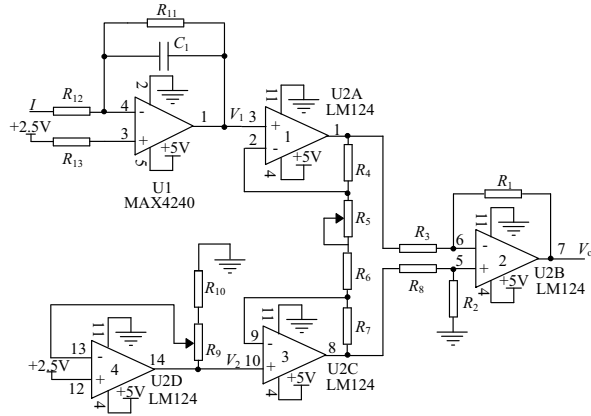 R11
C1
U2A
LM124
2
11
I
R12
4
-
1
V1
3
+
1
1
+2.5V
3
+
2
-
R13
5
+5V
4
+5V
R4
U1
MAX4240
R5
R1
11
R3
6
-
2
7
Vo
R10
R6
R8
5
+
U2B
LM124
4
+5V
R2
11
11
R7
13
-
R9
9
-
4
14
V2
10
+
3
8
+2.5V
12
+
U2D
LM124
U2C
LM124
4
+5V
4
+5V